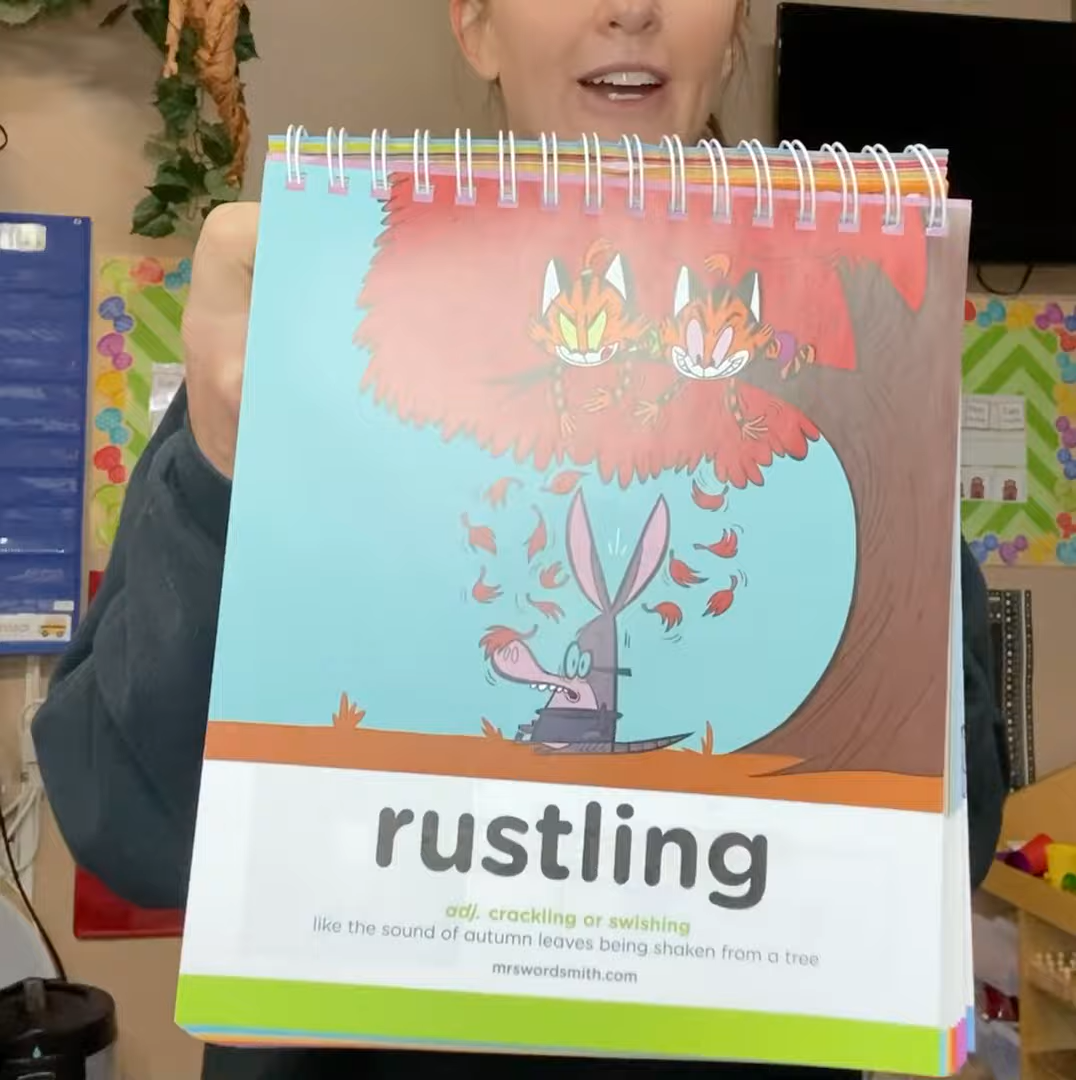 rustling
adj. crackling or swishing
like the sound of autumn leaves being shaken from a tree
mrswordsmith.com